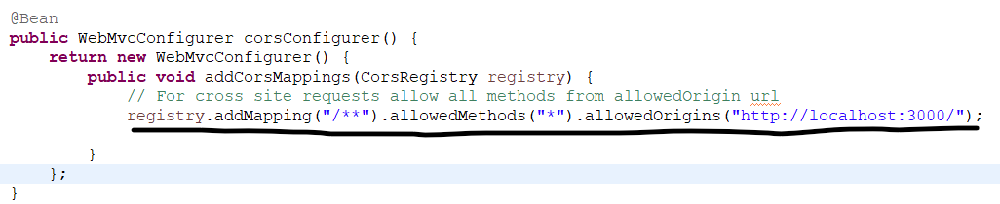 @Bean
public WebMvcConfigurer corsConfigurer() {
return new WebMvcConfigurer() {
public void addCorsMappings(CorsRegistry registry) {
// For cross site requests allow all methods from allowedOrigin url
registry.addMapping("/**").allowedMethods("*").allowedOrigins("http://localhost:3000/");
}
};
}